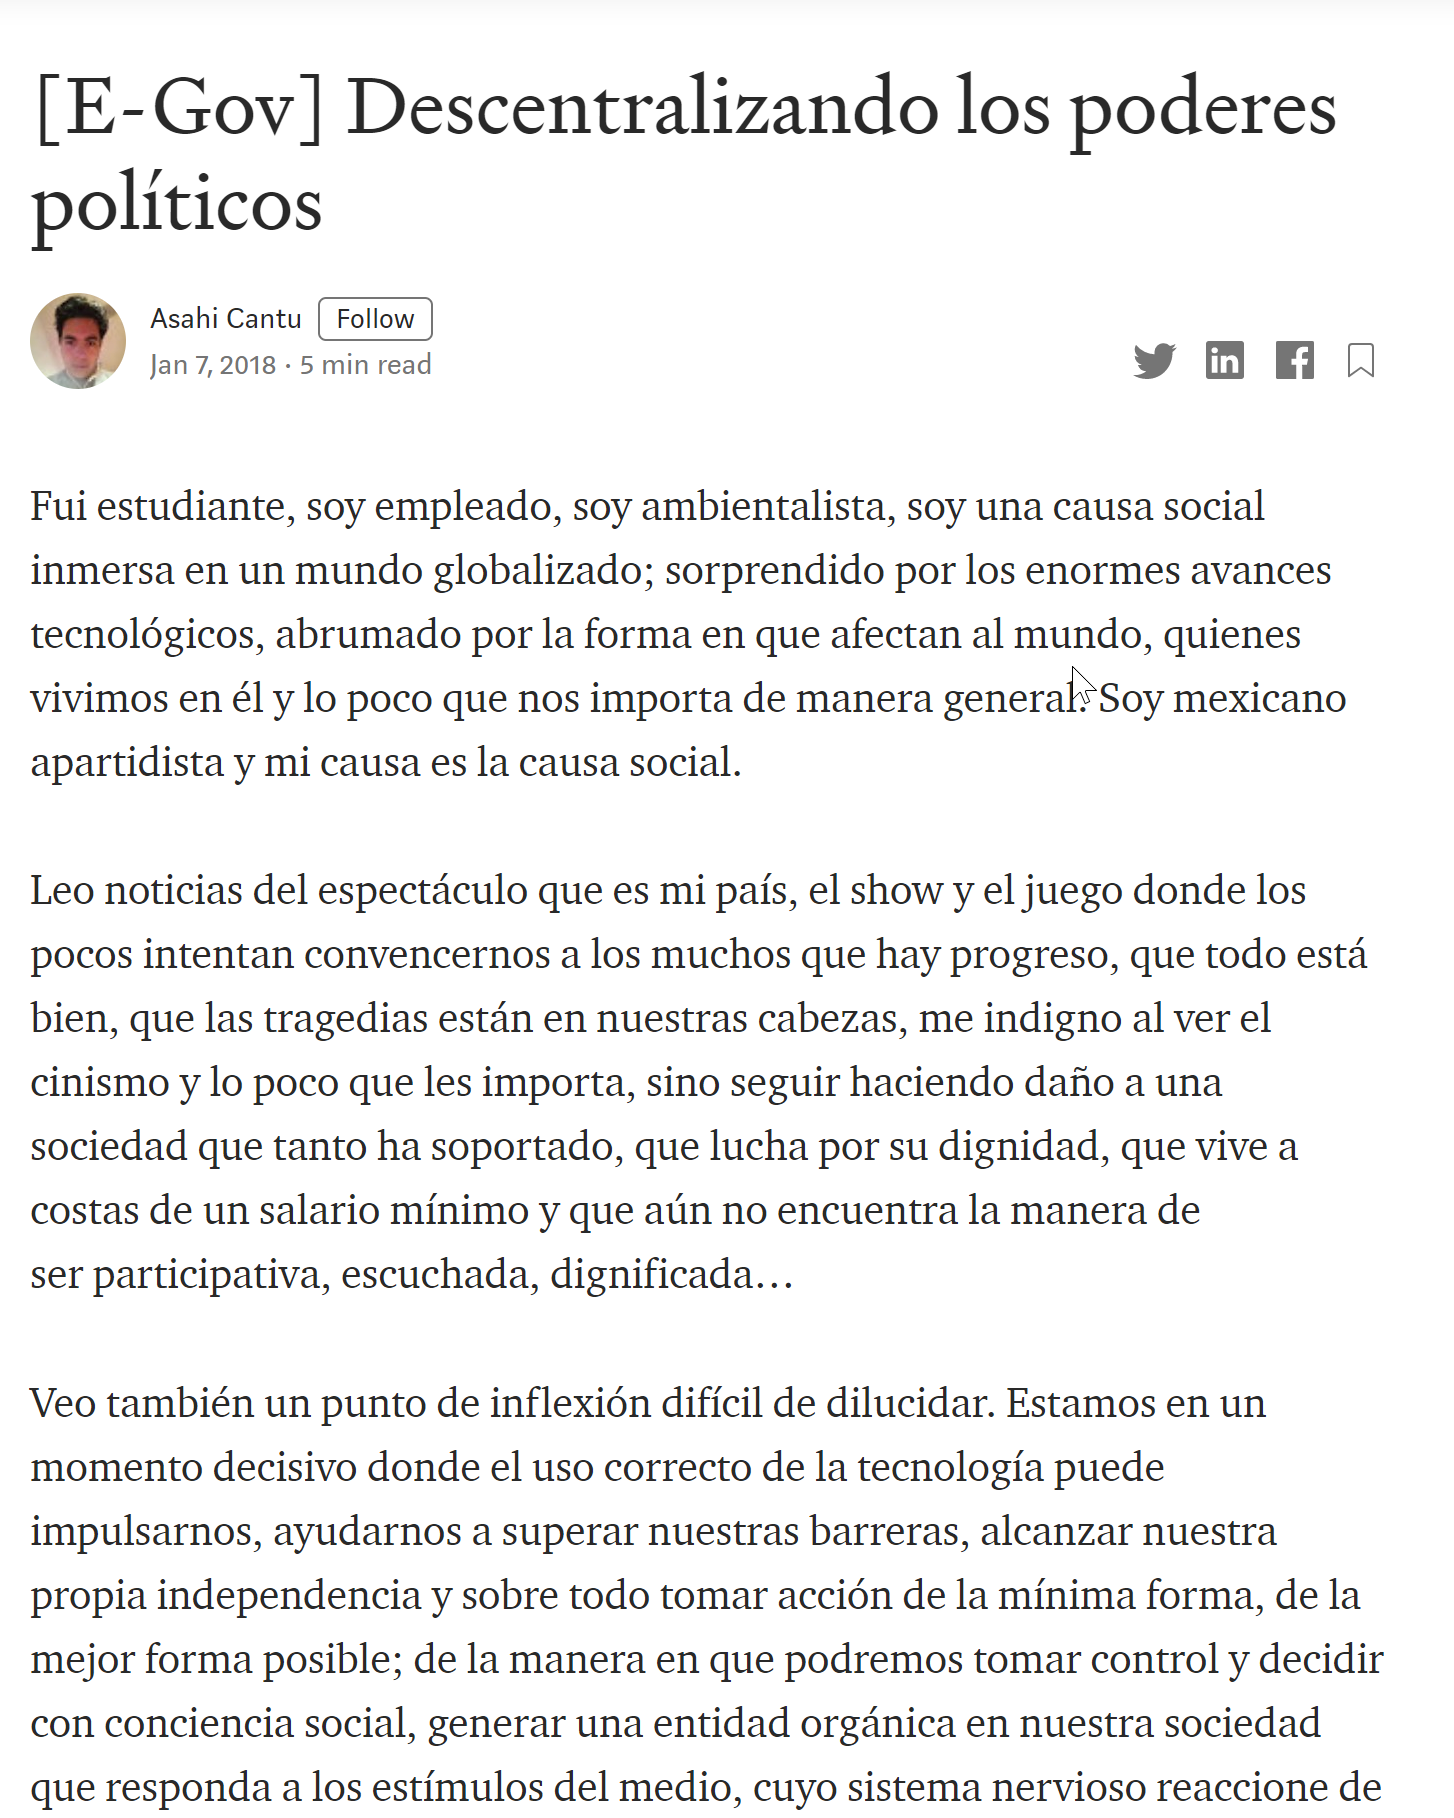 [E-Gov] Descentralizando los poderes
políticos
Asahi Cantu Follow
Jan 7, 2018 · 5 min read
Fui estudiante, soy empleado, soy ambientalista, soy una causa social
inmersa en un mundo globalizado; sorprendido por los enormes avances
tecnológicos, abrumado por la forma en que afectan al mundo, quienes
vivimos en él y lo poco que nos importa de manera general. Soy mexicano
apartidista y mi causa es la causa social.
Leo noticias del espectáculo que es mi país, el show y el juego donde los
pocos intentan convencernos a los muchos que hay progreso, que todo está
bien, que las tragedias están en nuestras cabezas, me indigno al ver el
cinismo y lo poco que les importa, sino seguir haciendo daño a una
sociedad que tanto ha soportado, que lucha por su dignidad, que vive a
costas de un salario mínimo y que aún no encuentra la manera de
ser participativa, escuchada, dignificada…
Veo también un punto de inflexión difícil de dilucidar. Estamos en un
momento decisivo donde el uso correcto de la tecnología puede
impulsarnos, ayudarnos a superar nuestras barreras, alcanzar nuestra
propia independencia y sobre todo tomar acción de la mínima forma, de la
mejor forma posible; de la manera en que podremos tomar control y decidir
con conciencia social, generar una entidad orgánica en nuestra sociedad
que responda a los estímulos del medio, cuyo sistema nervioso reaccione de